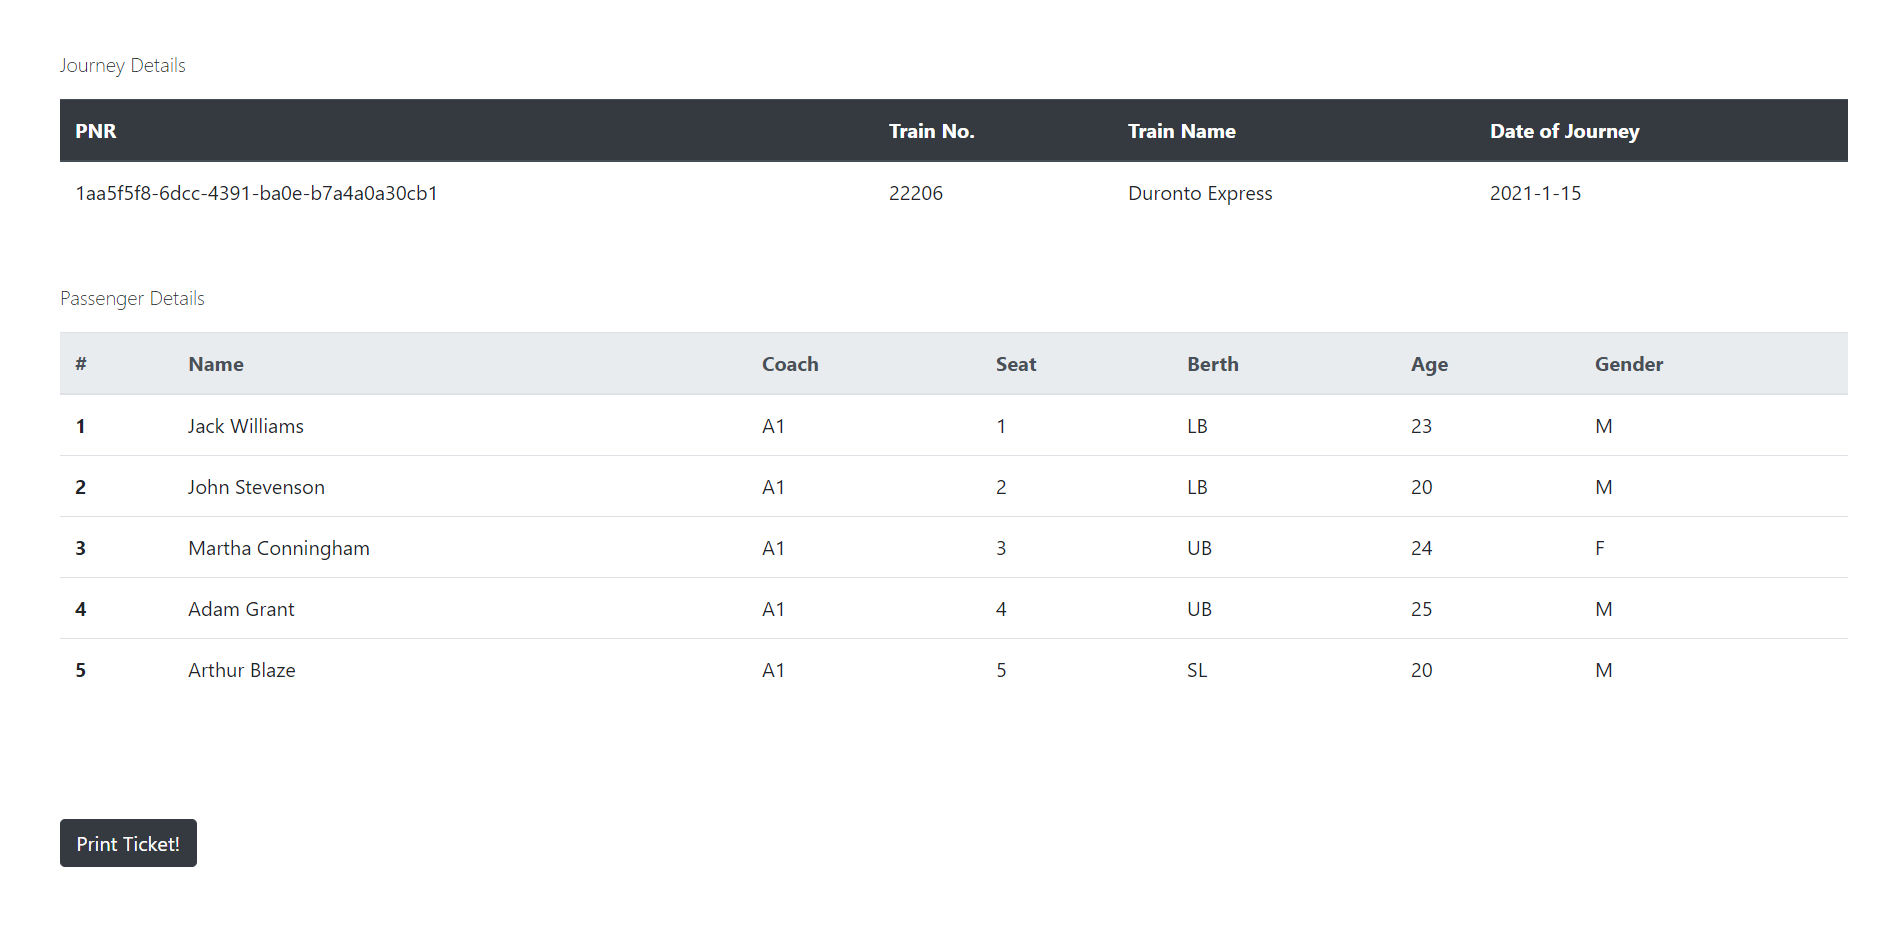 Journey Details
PNR Train No. Train Name Date of Journey
1aa5f5f8-6dcc-4391-ba0e-b7a4a0a30cb1 22206 Duronto Express 2021-1-15
Passenger Details
# Name Coach Seat Berth Age Gender
1 Jack Williams A1 1 LB 23 M
2 John Stevenson A1 2 LB 20 M
3 Martha Conningham A1 3 UB 24 F
4 Adam Grant A1 4 UB 25 M
5 Arthur Blaze A1 5 SL 20 M
Print Ticket!